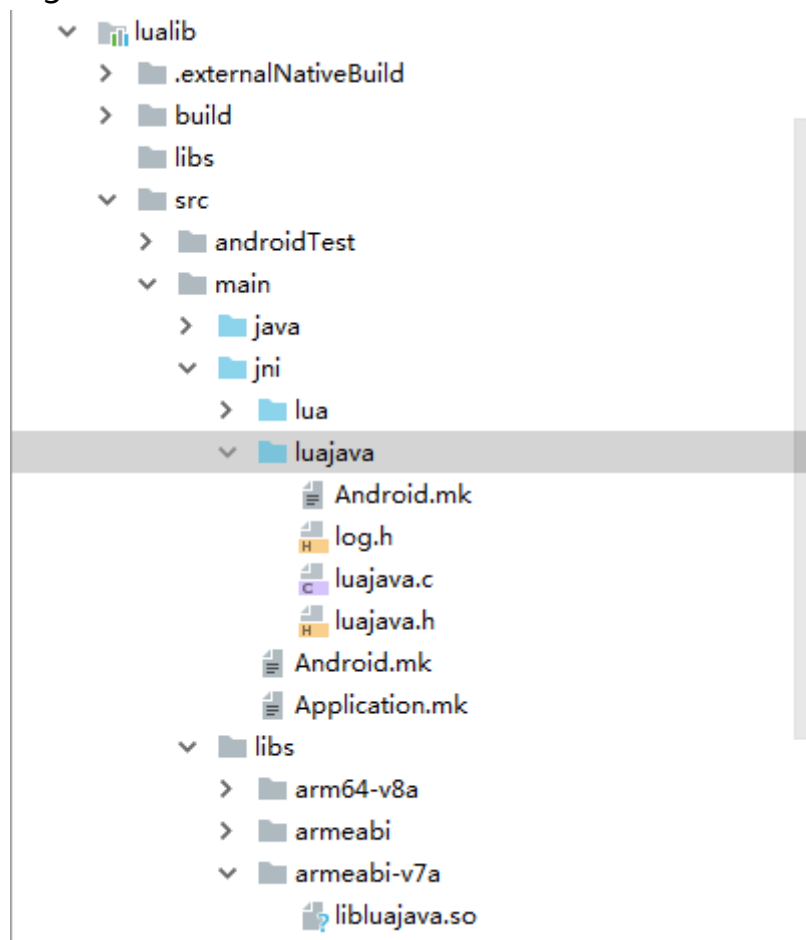 lualib
.externalNativeBuild
build
libs
src
androidTest
main
java
jni
lua
luajava
Android.mk
log.h
luajava.c
luajava.h
Android.mk
Application.mk
libs
arm64-v8a
armeabi
armeabi-v7a
libluajava.so